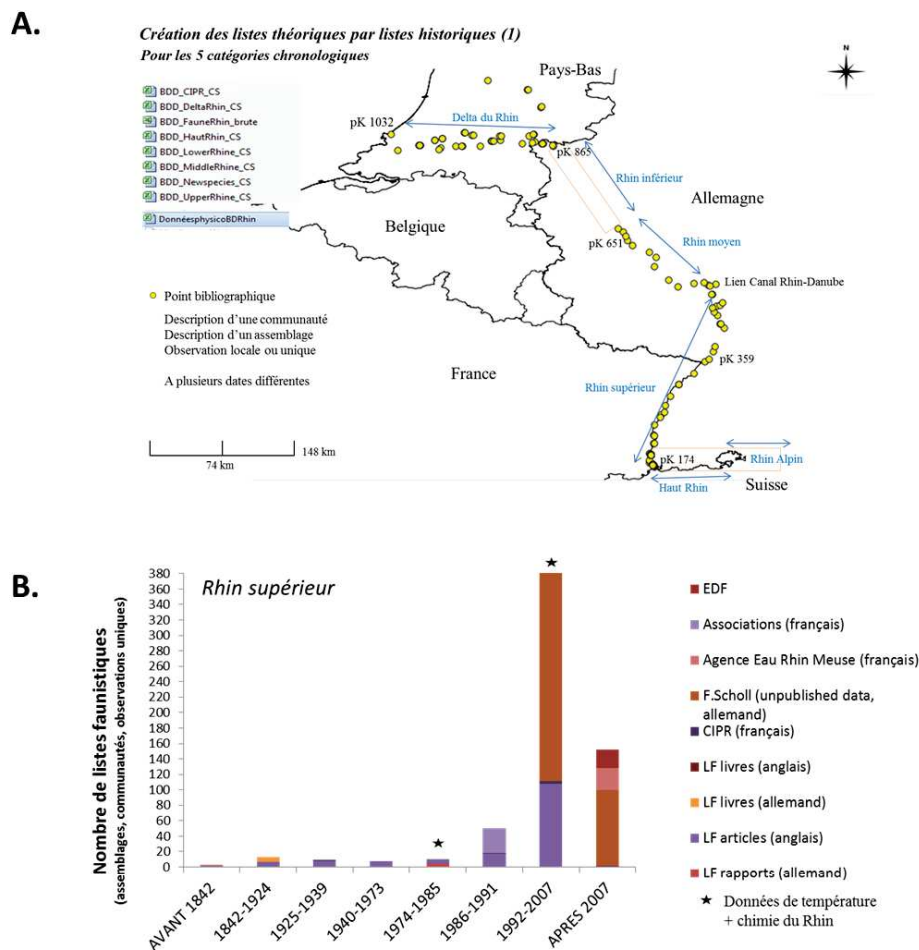 A.
Création des listes théoriques par listes historiques (1)
Pour les 5 catégories chronologiques
BDD_CIPR_CS
BDD_DeltaRhin_CS
BDD_FauneRhin_brute
BDD_HautRhin_CS
BDD_LowerRhine_CS
BDD_MiddleRhine_CS
BDD_Newspecies_CS
BDD_UpperRhine_CS
DonnéesphysicoBDRhin
N
Pays-Bas
pK 1032
Delta du Rhin
pK 865
Rhin inférieur
Allemagne
Belgique
pK 651
Rhin moyen
Lien Canal Rhin-Danube
Point bibliographique
Description d'une communauté
Description d'un assemblage
Observation locale ou unique
A plusieurs dates différentes
pK 359
France
Rhin supérieur
148 km
74 km
pK 174
Rhin Alpin
Haut Rhin
Suisse
B.
Rhin supérieur
Nombre de listes faunistiques
(assemblages, communautés, observations uniques)
380
360
340
320
300
280
260
240
220
200
180
160
140
120
100
80
60
40
20
0
AVANT 1842
1842-1924
1925-1939
1940-1973
1974-1985
1986-1991
1992-2007
APRES 2007
EDF
Associations (français)
Agence Eau Rhin Meuse (français)
F.Scholl (unpublished data,
allemand)
CIPR (français)
LF livres (anglais)
LF livres (allemand)
LF articles (anglais)
LF rapports (allemand)
Données de température
+ chimie du Rhin